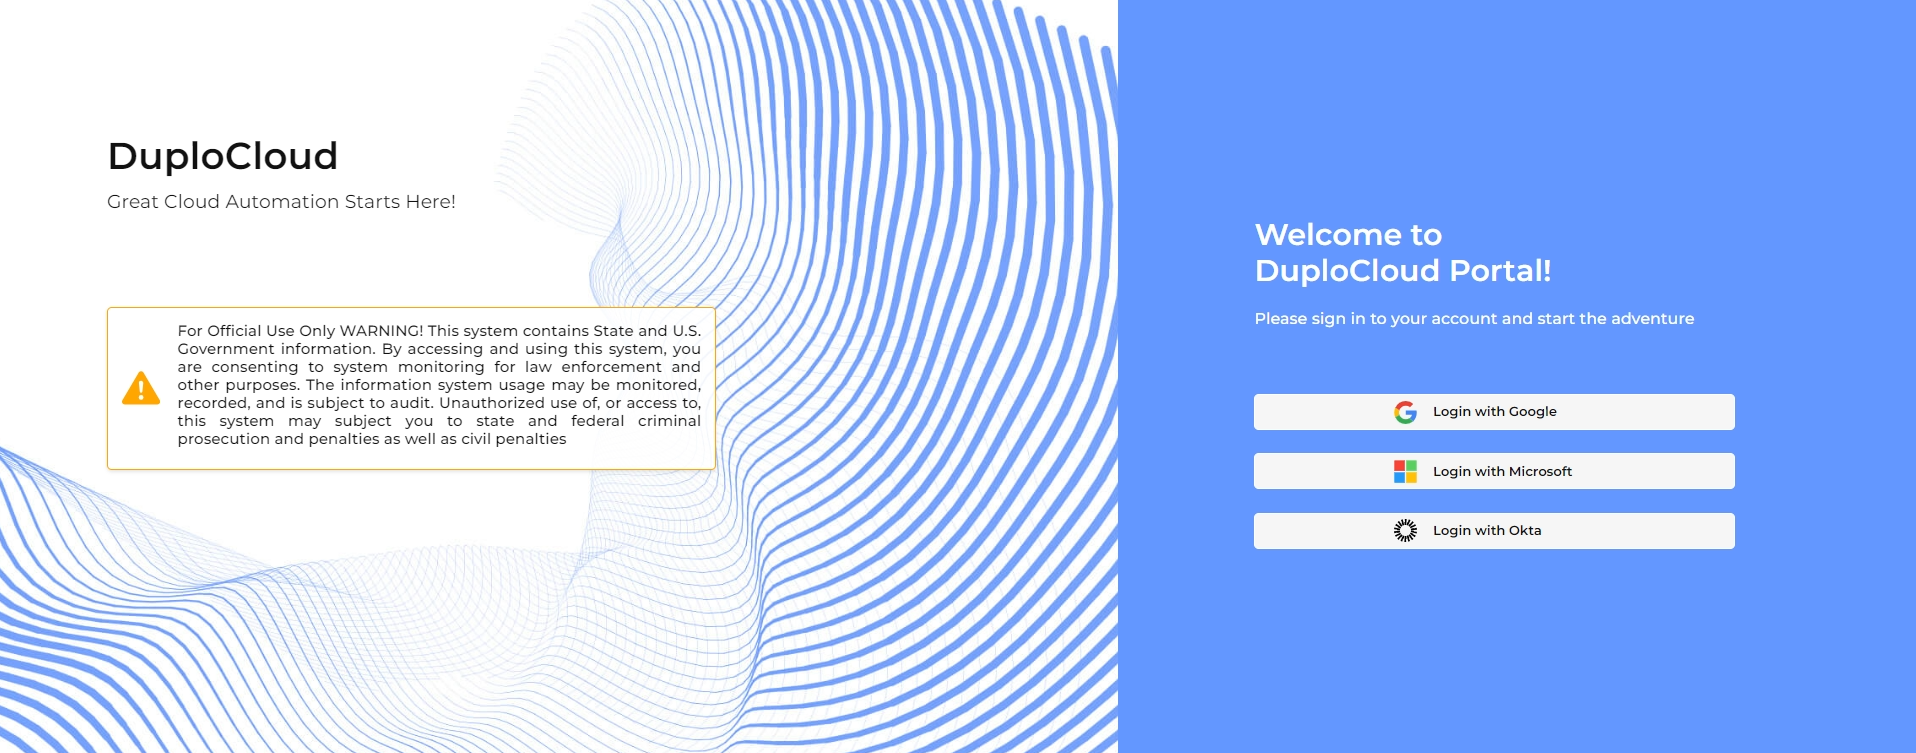 DuploCloud
Great Cloud Automation Starts Here!
For Official Use Only WARNING! This system contains State and U.S.
Government information. By accessing and using this system, you
are consenting to system monitoring for law enforcement and
other purposes. The information system usage may be monitored,
recorded, and is subject to audit. Unauthorized use of, or access to,
this system may subject you to state and federal criminal
prosecution and penalties as well as civil penalties
Welcome to
DuploCloud Portal!
Please sign in to your account and start the adventure
Login with Google
Login with Microsoft
Login with Okta